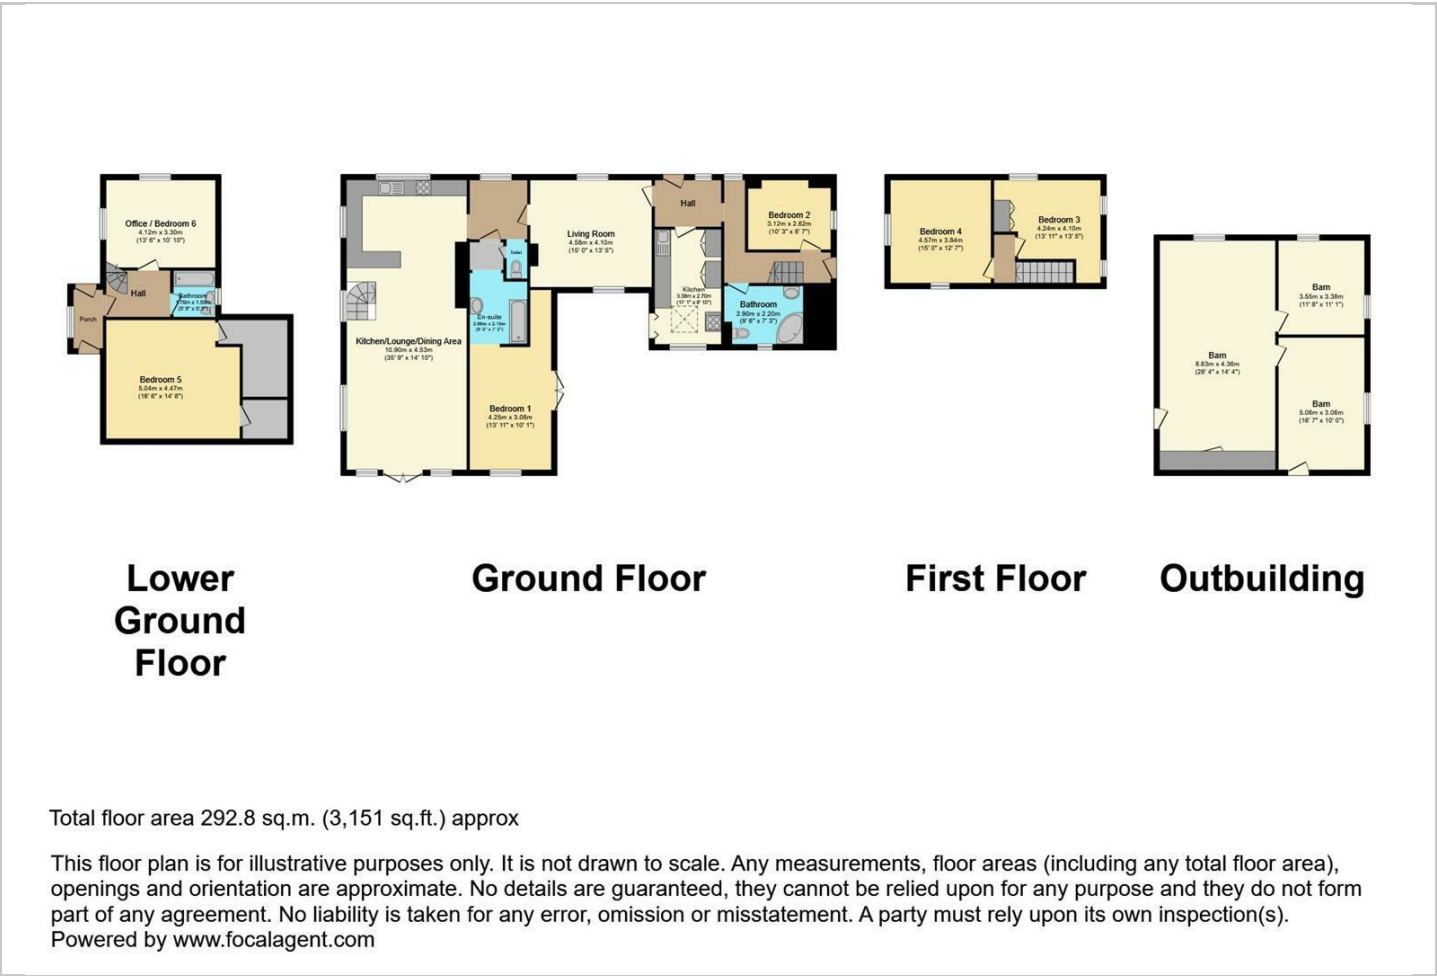 Office / Bedroom 6
4.12m x 3.30m
(13' 6" x 10' 10")
Hall
Bathroom
Porch
Bedroom 5
5.04m x 4.47m
(16' 6" x 14' 8")
Kitchen/Lounge/Dining Area
10.90m x 4.53m
(35' 9" x 14' 10")
Toilet
En-suite
Bedroom 1
4.25m x 3.08m
(13' 11" x 10' 1")
Living Room
4.58m x 4.10m
(15' 0" x 13' 5")
Hall
Kitchen
3.38m x 2.70m
(11' 1" x 8' 10")
Bedroom 2
3.12m x 2.62m
(10' 3" x 8' 7")
Bathroom
2.90m x 2.20m
(9' 6" x 7' 3")
Bedroom 4
4.57m x 3.84m
(15' 0" x 12' 7")
Bedroom 3
4.24m x 4.10m
(13' 11" x 13' 5")
Barn
8.63m x 4.36m
(28' 4" x 14' 4")
Barn
3.55m x 3.38m
(11' 8" x 11' 1")
Barn
5.06m x 3.06m
(16' 7" x 10' 0")
Lower
Ground
Floor
Ground Floor
First Floor
Outbuilding
Total floor area 292.8 sq.m. (3,151 sq.ft.) approx
This floor plan is for illustrative purposes only. It is not drawn to scale. Any measurements, floor areas (including any total floor area),
openings and orientation are approximate. No details are guaranteed, they cannot be relied upon for any purpose and they do not form
part of any agreement. No liability is taken for any error, omission or misstatement. A party must rely upon its own inspection(s).
Powered by www.focalagent.com